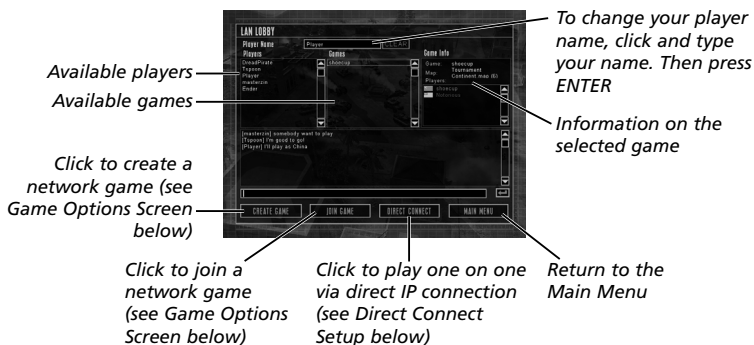 LAN LOBBY
Player Name
Player
CLEAR
Players
Games
Game Info
DreadPirate
Typoon
Player
masterzin
Ender
shoecup
Game: shoecup
Map: Tournament
Continent map (6)
Players:
shoecup
Notorious
[masterzin] somebody want to play
[Typoon] I'm good to go!
[Player] I'll play as China
CREATE GAME
JOIN GAME
DIRECT CONNECT
MAIN MENU
To change your player
name, click and type
your name. Then press
ENTER
Available players
Available games
Information on the
selected game
Click to create a
network game (see
Game Options Screen
below)
Click to join a
network game
(see Game Options
Screen below)
Click to play one on one
via direct IP connection
(see Direct Connect
Setup below)
Return to the
Main Menu